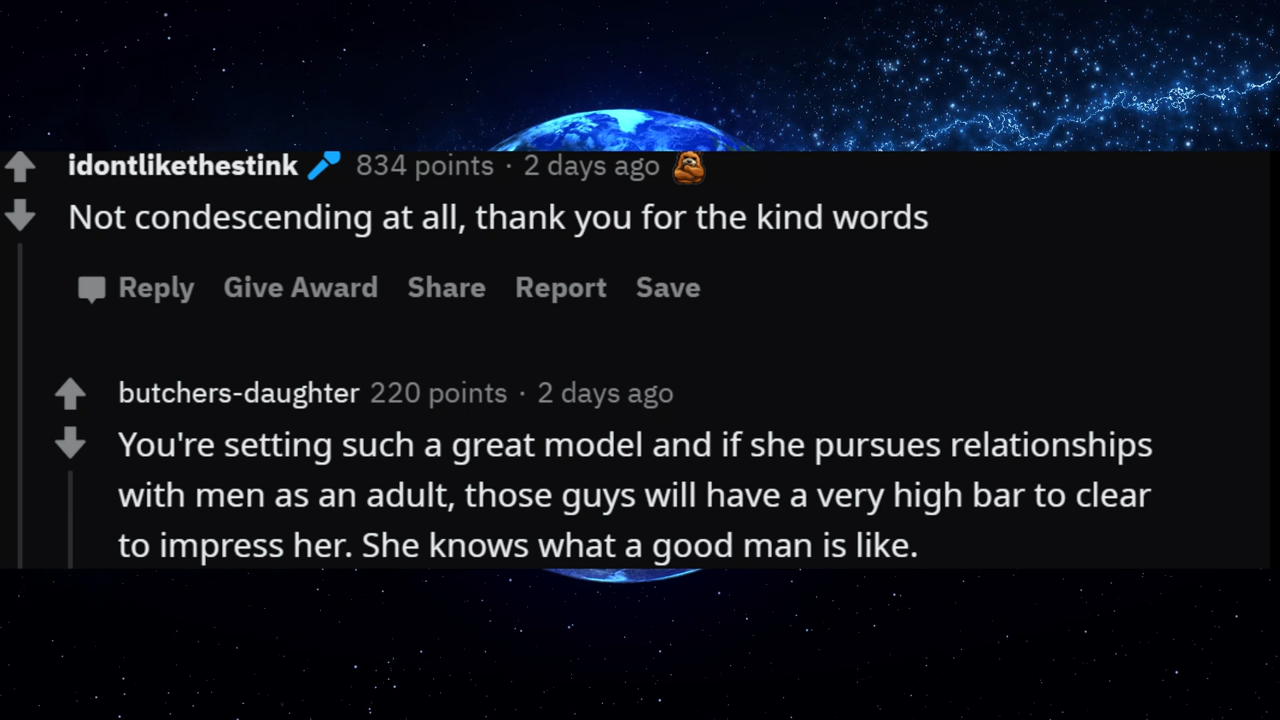 idontlikethestink 834 points · 2 days ago
Not condescending at all, thank you for the kind words
Reply Give Award Share Report Save
butchers-daughter 220 points · 2 days ago
You're setting such a great model and if she pursues relationships
with men as an adult, those guys will have a very high bar to clear
to impress her. She knows what a good man is like.